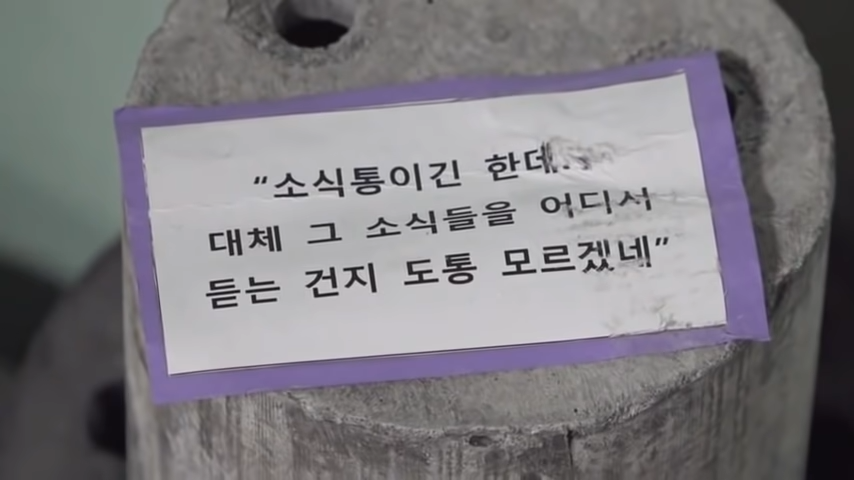 “소식통이긴 한데...
대체 그 소식들을 어디서
듣는 건지 도통 모르겠네”